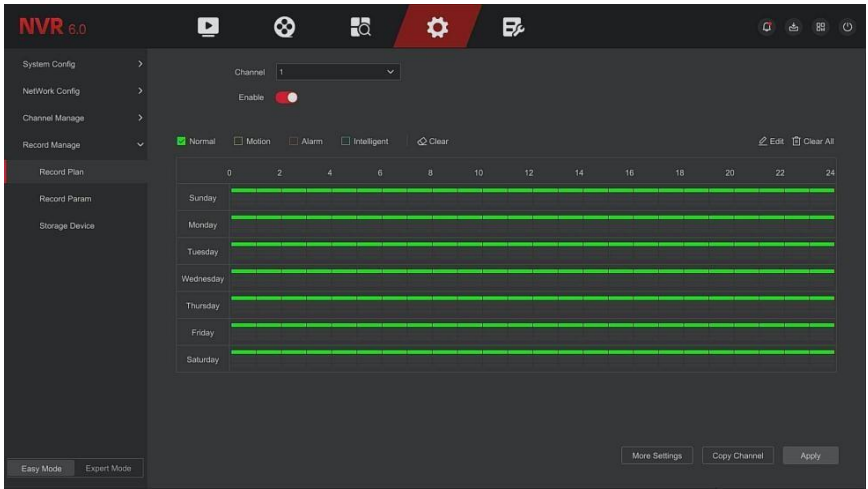 NVR 6.0
System Config
NetWork Config
Channel Manage
Record Manage
Record Plan
Record Param
Storage Device
Easy Mode Expert Mode
Channel 1
Enable
Normal Motion Alarm Intelligent Clear Edit Clear All
0 2 4 6 8 10 12 14 16 18 20 22 24
Sunday
Monday
Tuesday
Wednesday
Thursday
Friday
Saturday
More Settings Copy Channel Apply